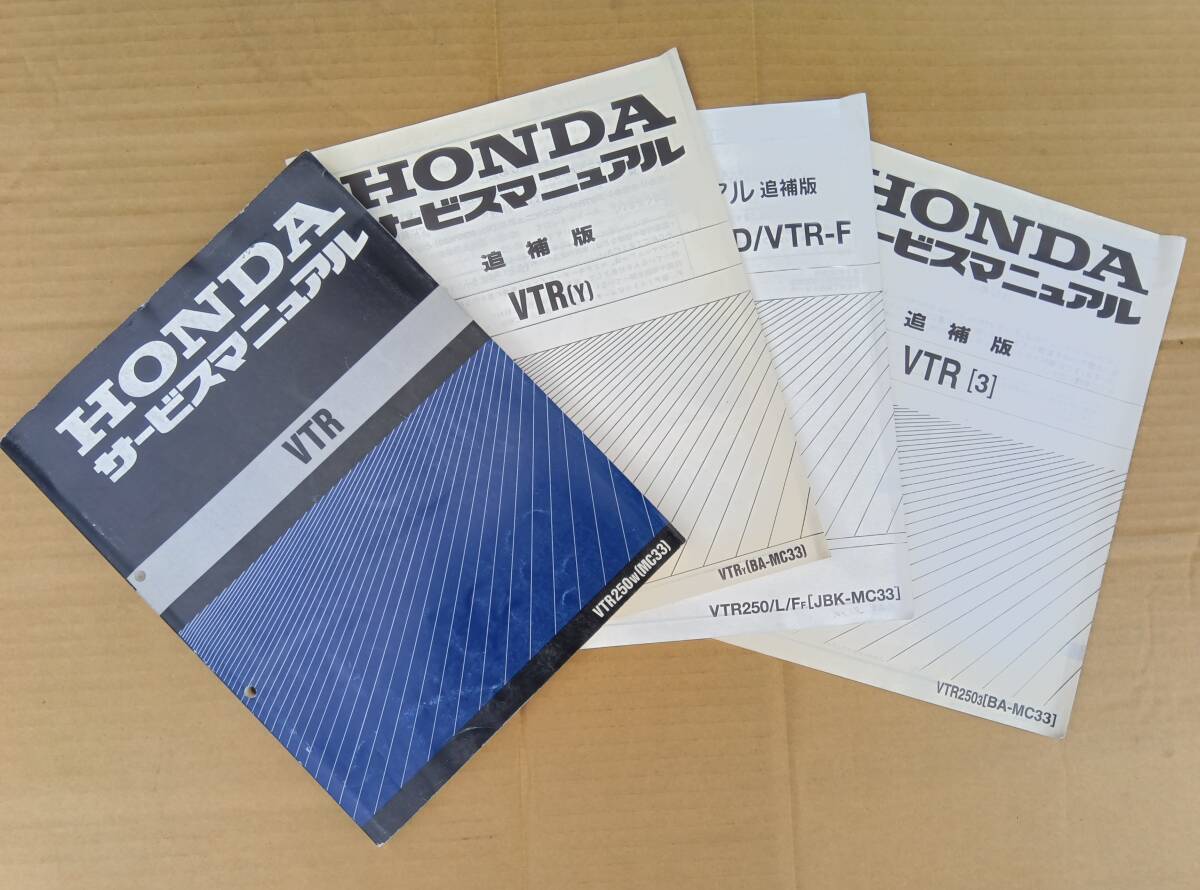 HONDA
サービスマニュアル
VTR
VTR250W(MC33)
HONDA
サービスマニュアル
追補版
VTR(Y)
VTRY(BA-MC33)
アル 追補版
D/VTR-F
VTR250/L/FF[JBK-MC33]
HONDA
ービスマニュアル
追補版
VTR [3]
VTR2503[BA-MC33]